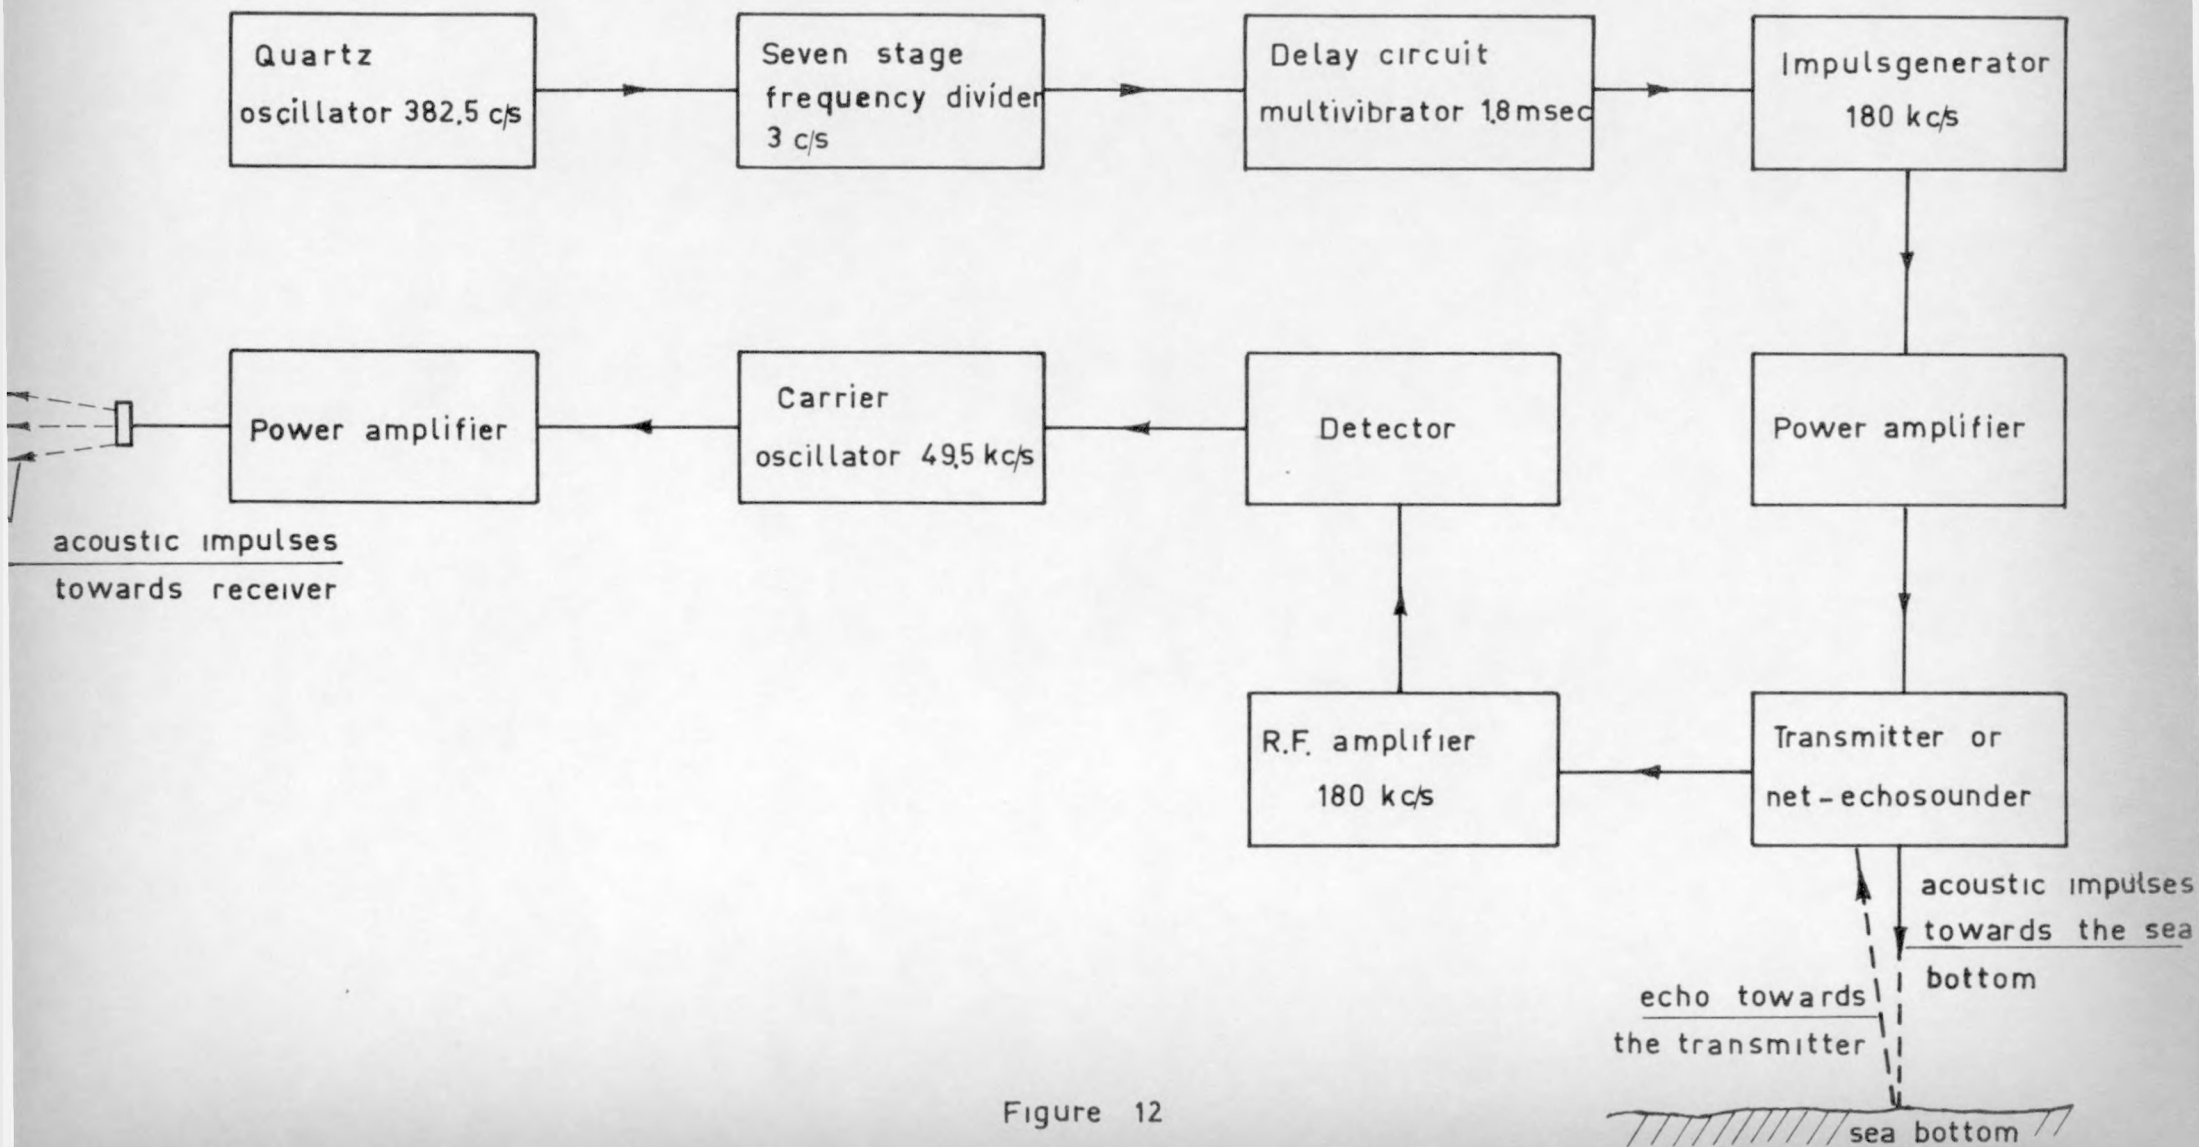 Quartz
oscillator 382,5 c/s
Seven stage
frequency divider
3 c/s
Delay circuit
multivibrator 1,8 msec
Impulsgenerator
180 kc/s
Power amplifier
Carrier
oscillator 49,5 kc/s
Detector
Power amplifier
acoustic impulses
towards receiver
R.F. amplifier
180 kc/s
Transmitter or
net-echosounder
acoustic impulses
towards the sea
bottom
echo towards
the transmitter
Figure 12
sea bottom